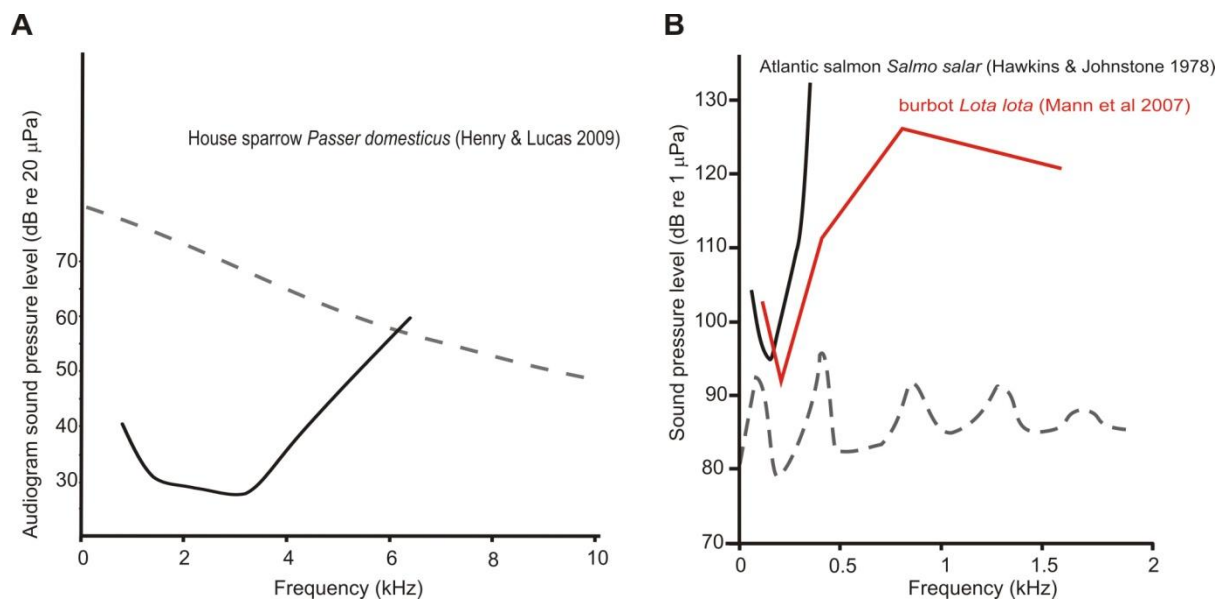 A
House sparrow Passer domesticus (Henry & Lucas 2009)
Audiogram sound pressure level (dB re 20 µPa)
70
60
50
40
30
0
2
4
6
8
10
Frequency (kHz)
B
Atlantic salmon Salmo salar (Hawkins & Johnstone 1978)
burbot Lota lota (Mann et al 2007)
Sound pressure level (dB re 1 µPa)
130
120
110
100
90
80
70
0
0.5
1
1.5
2
Frequency (kHz)